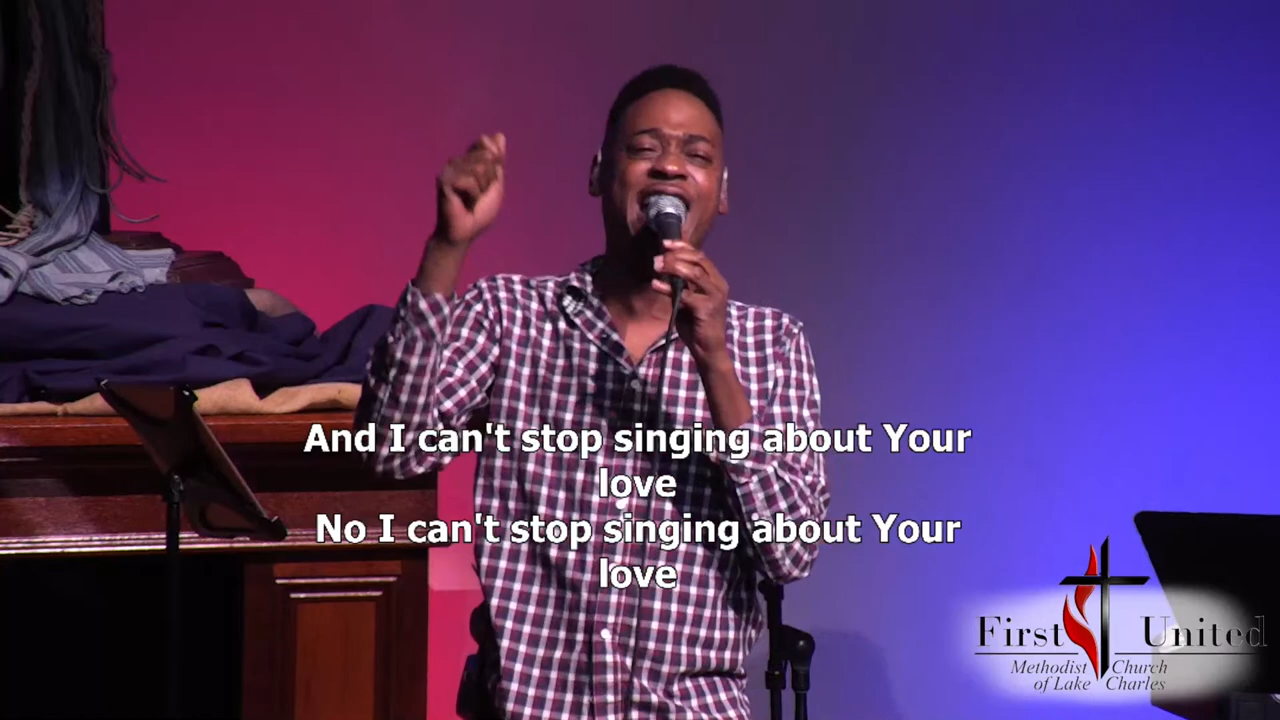 And I can't stop singing about Your
love
No I can't stop singing about Your
love
First United
Methodist Church
of Lake Charles